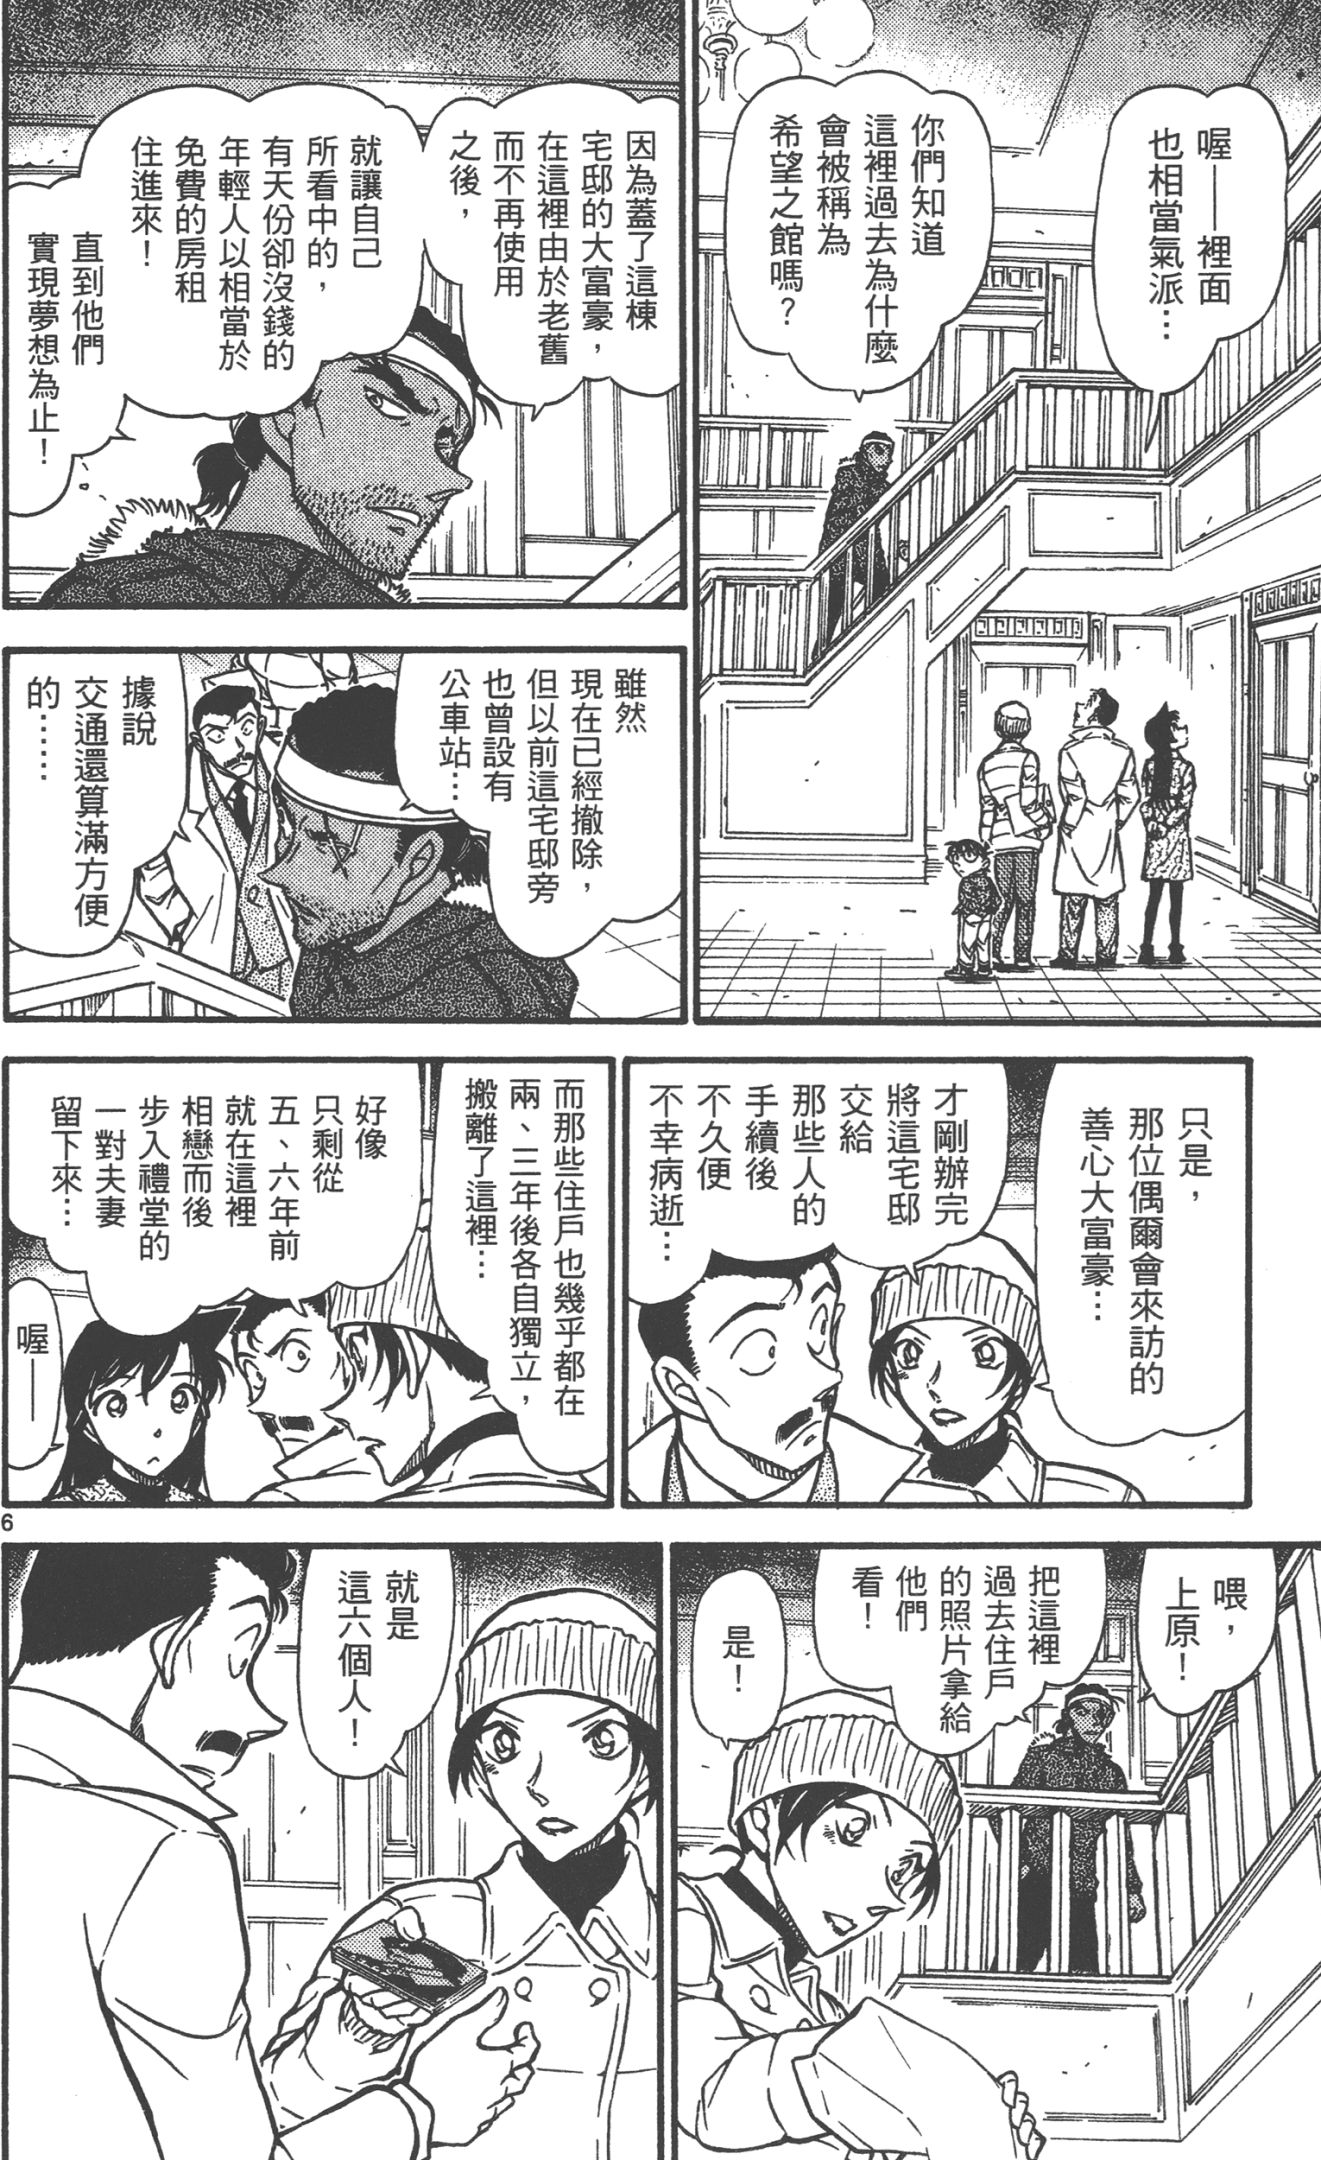 喔——裡面
也相當氣派…
你們知道
這裡過去為什麼
會被稱為
希望之館嗎？
因為蓋了這棟
宅邸的大富豪，
在這裡由於老舊
而不再使用
之後，
就讓自己
所看中的，
有天份卻沒錢的
年輕人以相當於
免費的房租
住進來！
直到他們
實現夢想為止！
雖然
現在已經撤除，
但以前這宅邸旁
也曾設有
公車站…
據說
交通還算滿方便
的……
只是，
那位偶爾會來訪的
善心大富豪…
才剛辦完
將這宅邸
交給
那些人的
手續後
不久便
不幸病逝…
而那些住戶也幾乎都在
兩、三年後各自獨立，
搬離了這裡…
好像
只剩從
五、六年前
就在這裡
相戀而後
步入禮堂的
一對夫妻
留下來…
喔——
6
喂，
上原！
把這裡
過去住戶
的照片拿給
他們
看！
是！
就是
這六個人！